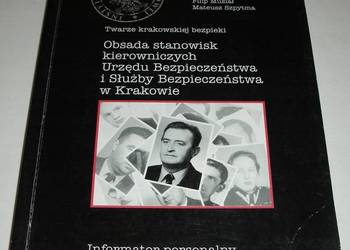 Filip Musiał
Mateusz Szpytma
Twarze krakowskiej bezpieki
Obsada stanowisk
kierowniczych
Urzędu Bezpieczeństwa
i Służby Bezpieczeństwa
w Krakowie
Informator personalny